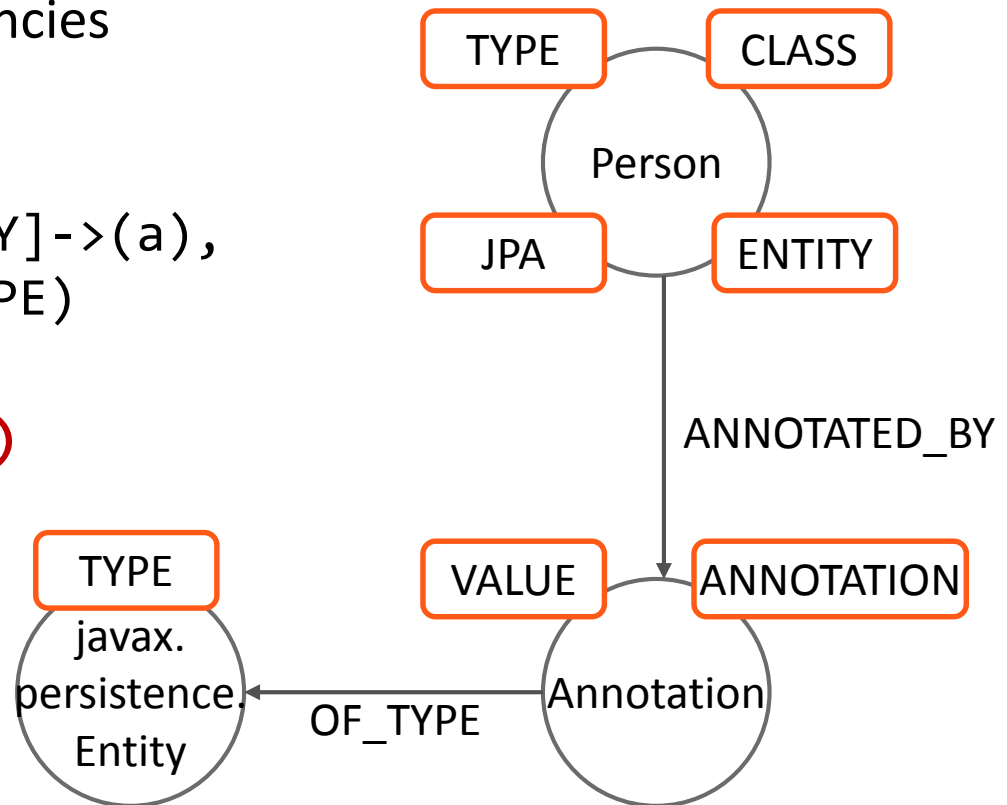 ncies
Y]->(a),
PE)
)
TYPE CLASS
Person
JPA ENTITY
ANNOTATED_BY
VALUE ANNOTATION
Annotation
OF_TYPE
TYPE
javax.
persistence.
Entity